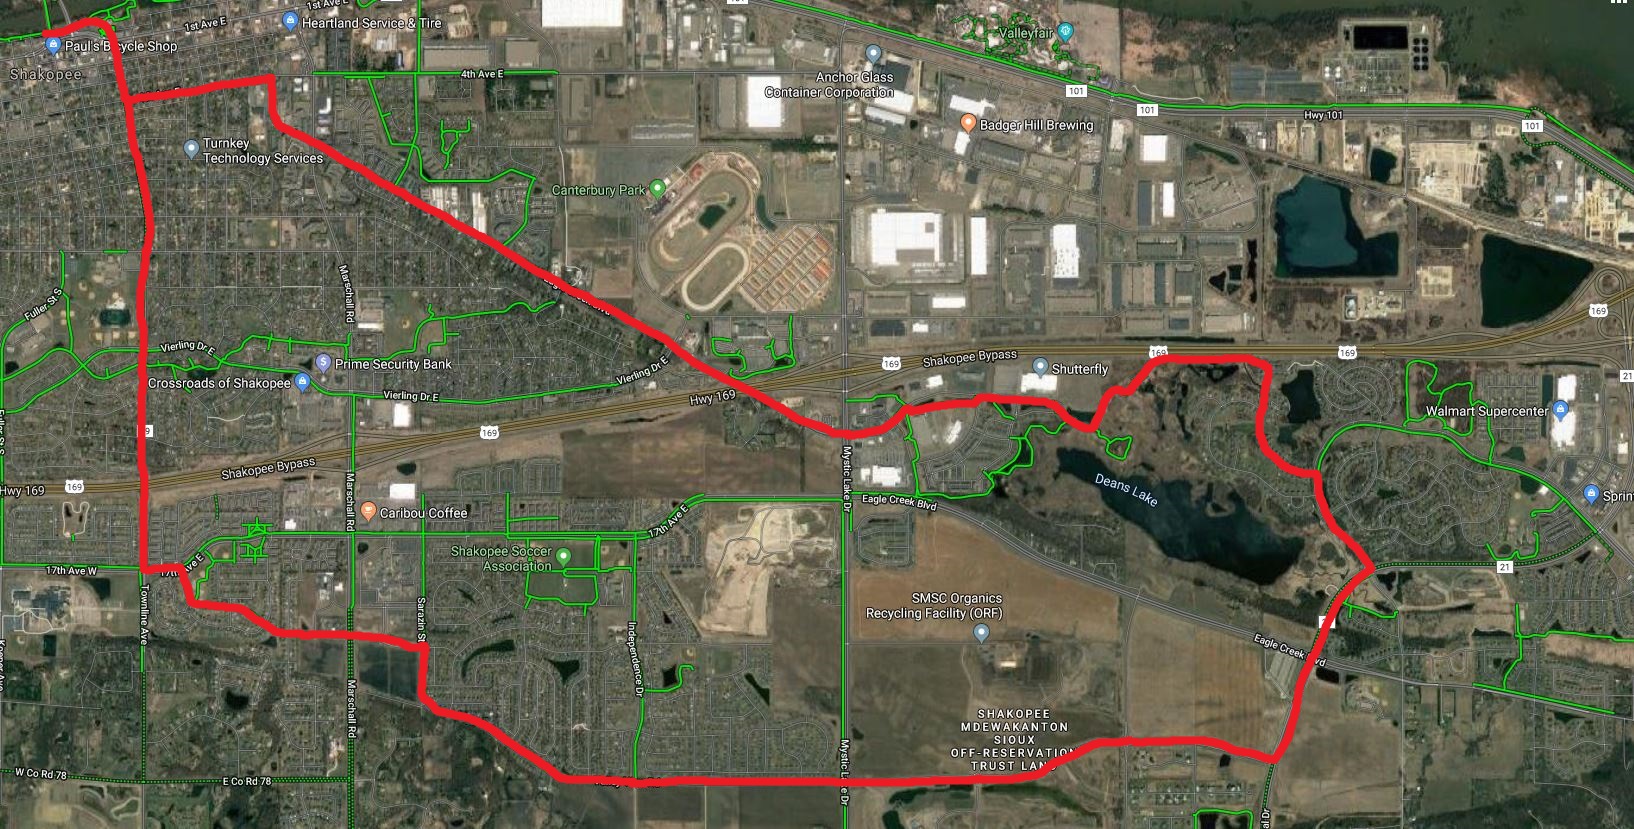 1st Ave E
1st Ave E
101
Heartland Service & Tire
Paul's Bicycle Shop
Shakopee
4th Ave E
Valleyfair
Anchor Glass
Container Corporation
101
101
Hwy 101
101
Badger Hill Brewing
Turnkey
Technology Services
Canterbury Park
Marschall Rd
Fuller St S
169
Vierling Dr E
Prime Security Bank
Crossroads of Shakopee
Vierling Dr E
Vierling Dr E
Hwy 169
169
Shakopee Bypass
169
169
Shutterfly
21
Walmart Supercenter
169
Shakopee Bypass
Hwy 169
169
Marschall Rd
Mystic Lake Dr
Deans Lake
Eagle Creek Blvd
Caribou Coffee
17th Ave E
Shakopee Soccer
Association
17th Ave W
21
SMSC Organics
Recycling Facility (ORF)
Townline Ave
Sarazin St
Independence Dr
Eagle Creek Blvd
Marschall Rd
SHAKOPEE
MDEWAKANTON
SIOUX
OFF-RESERVATION
TRUST LAND
W Co Rd 78
E Co Rd 78